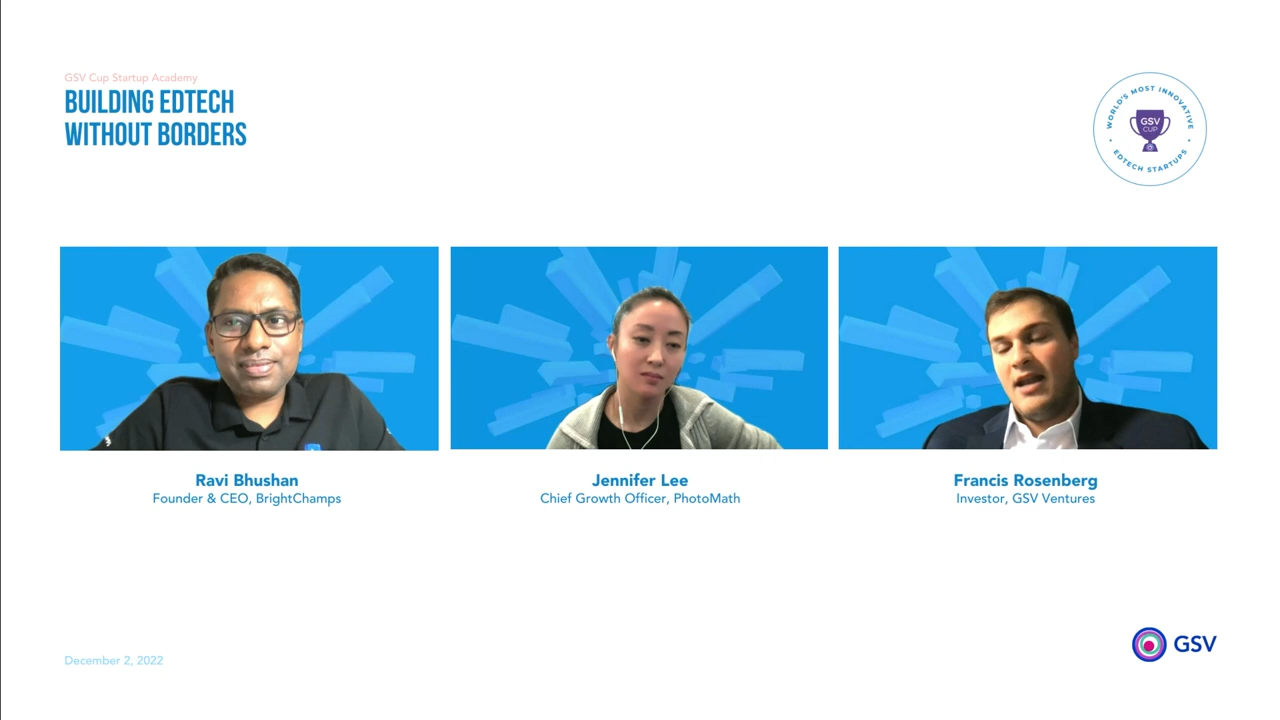 GSV Cup Startup Academy
BUILDING EDTECH
WITHOUT BORDERS
WORLD'S MOST INNOVATIVE
GSV
CUP
EDTECH STARTUPS
Ravi Bhushan
Founder & CEO, BrightChamps
Jennifer Lee
Chief Growth Officer, PhotoMath
Francis Rosenberg
Investor, GSV Ventures
December 2, 2022
GSV